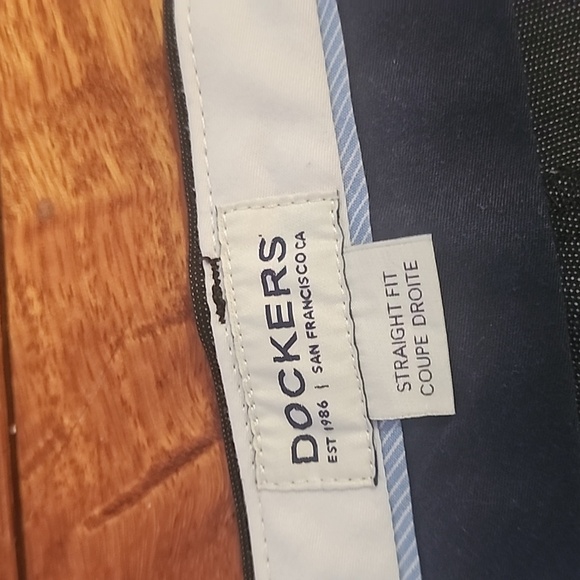 DOCKERS
EST 1986 | SAN FRANCISCO CA
STRAIGHT FIT
COUPE DROITE